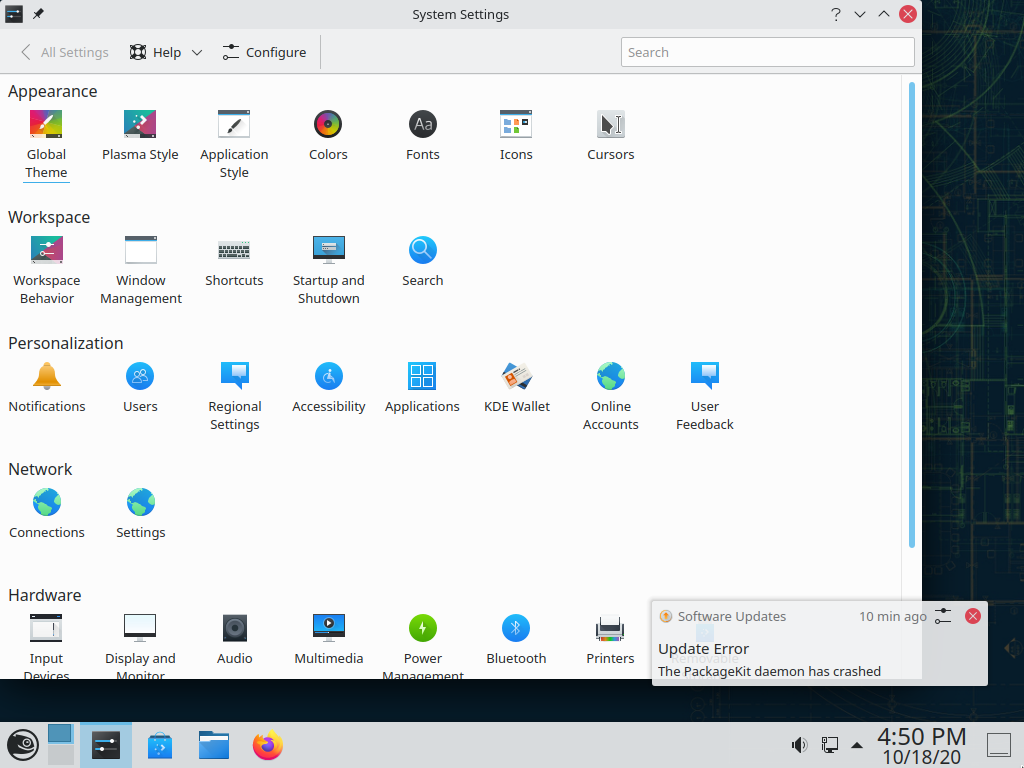 System Settings
All Settings
Help
Configure
Search
Appearance
Global
Theme
Plasma Style
Application
Style
Colors
Fonts
Icons
Cursors
Workspace
Workspace
Behavior
Window
Management
Shortcuts
Startup and
Shutdown
Search
Personalization
Notifications
Users
Regional
Settings
Accessibility
Applications
KDE Wallet
Online
Accounts
User
Feedback
Network
Connections
Settings
Hardware
Input
Devices
Display and
Monitor
Audio
Multimedia
Power
Management
Bluetooth
Printers
Removable
Software Updates
10 min ago
Update Error
The PackageKit daemon has crashed
4:50 PM
10/18/20